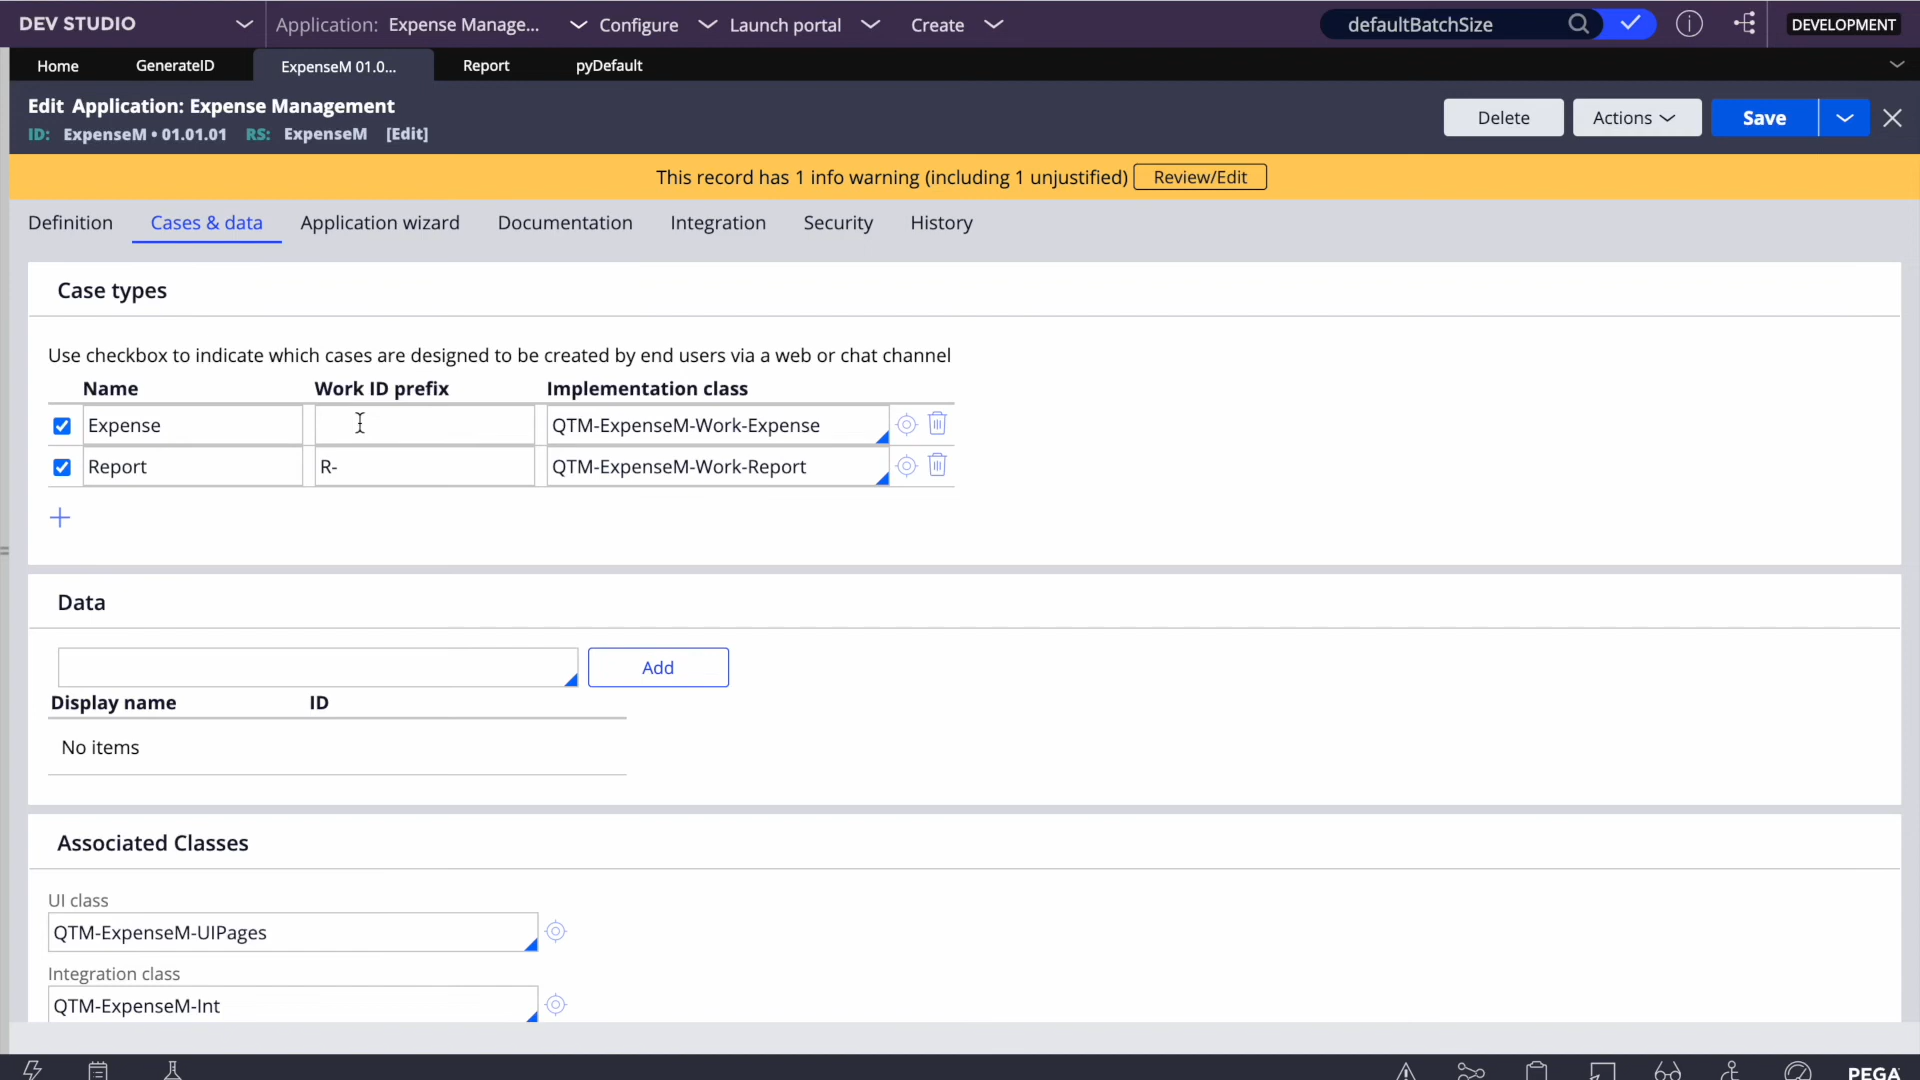 DEV STUDIO
Application: Expense Manage...
Configure
Launch portal
Create
defaultBatchSize
DEVELOPMENT
Home
GenerateID
ExpenseM 01.0...
Report
pyDefault
Edit Application: Expense Management
ID: ExpenseM • 01.01.01 RS: ExpenseM [Edit]
Delete
Actions
Save
This record has 1 info warning (including 1 unjustified)
Review/Edit
Definition
Cases & data
Application wizard
Documentation
Integration
Security
History
Case types
Use checkbox to indicate which cases are designed to be created by end users via a web or chat channel
Name Work ID prefix Implementation class
Expense QTM-ExpenseM-Work-Expense
Report R- QTM-ExpenseM-Work-Report
Data
Add
Display name ID
No items
Associated Classes
UI class
QTM-ExpenseM-UIPages
Integration class
QTM-ExpenseM-Int
PEGA